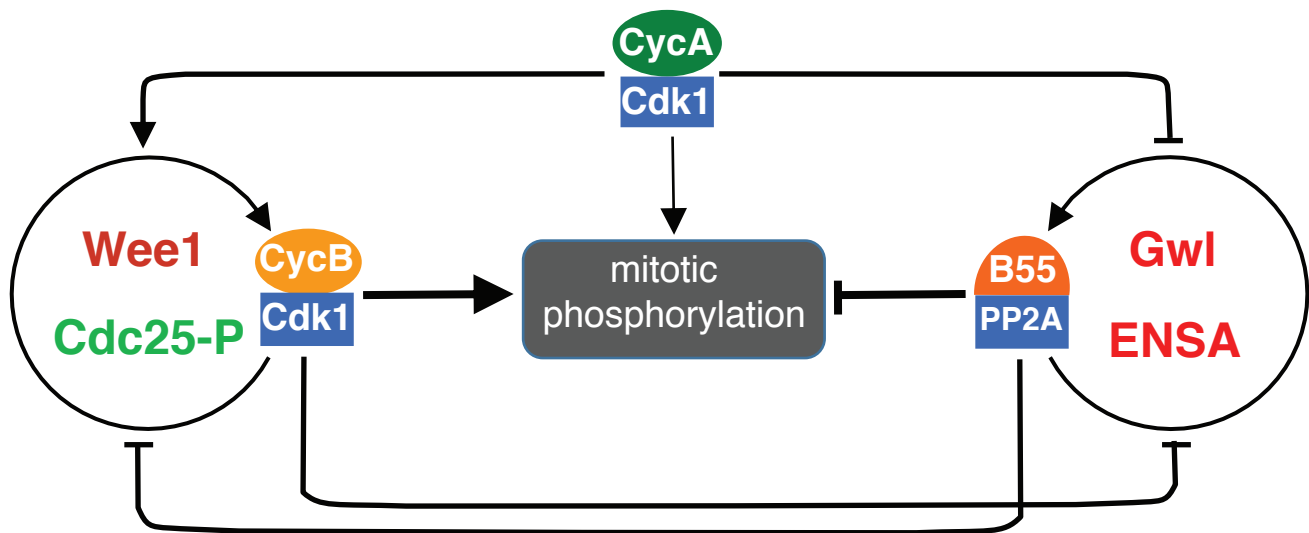 CycA
Cdk1
Wee1
Cdc25-P
CycB
Cdk1
mitotic
phosphorylation
B55
PP2A
Gwl
ENSA